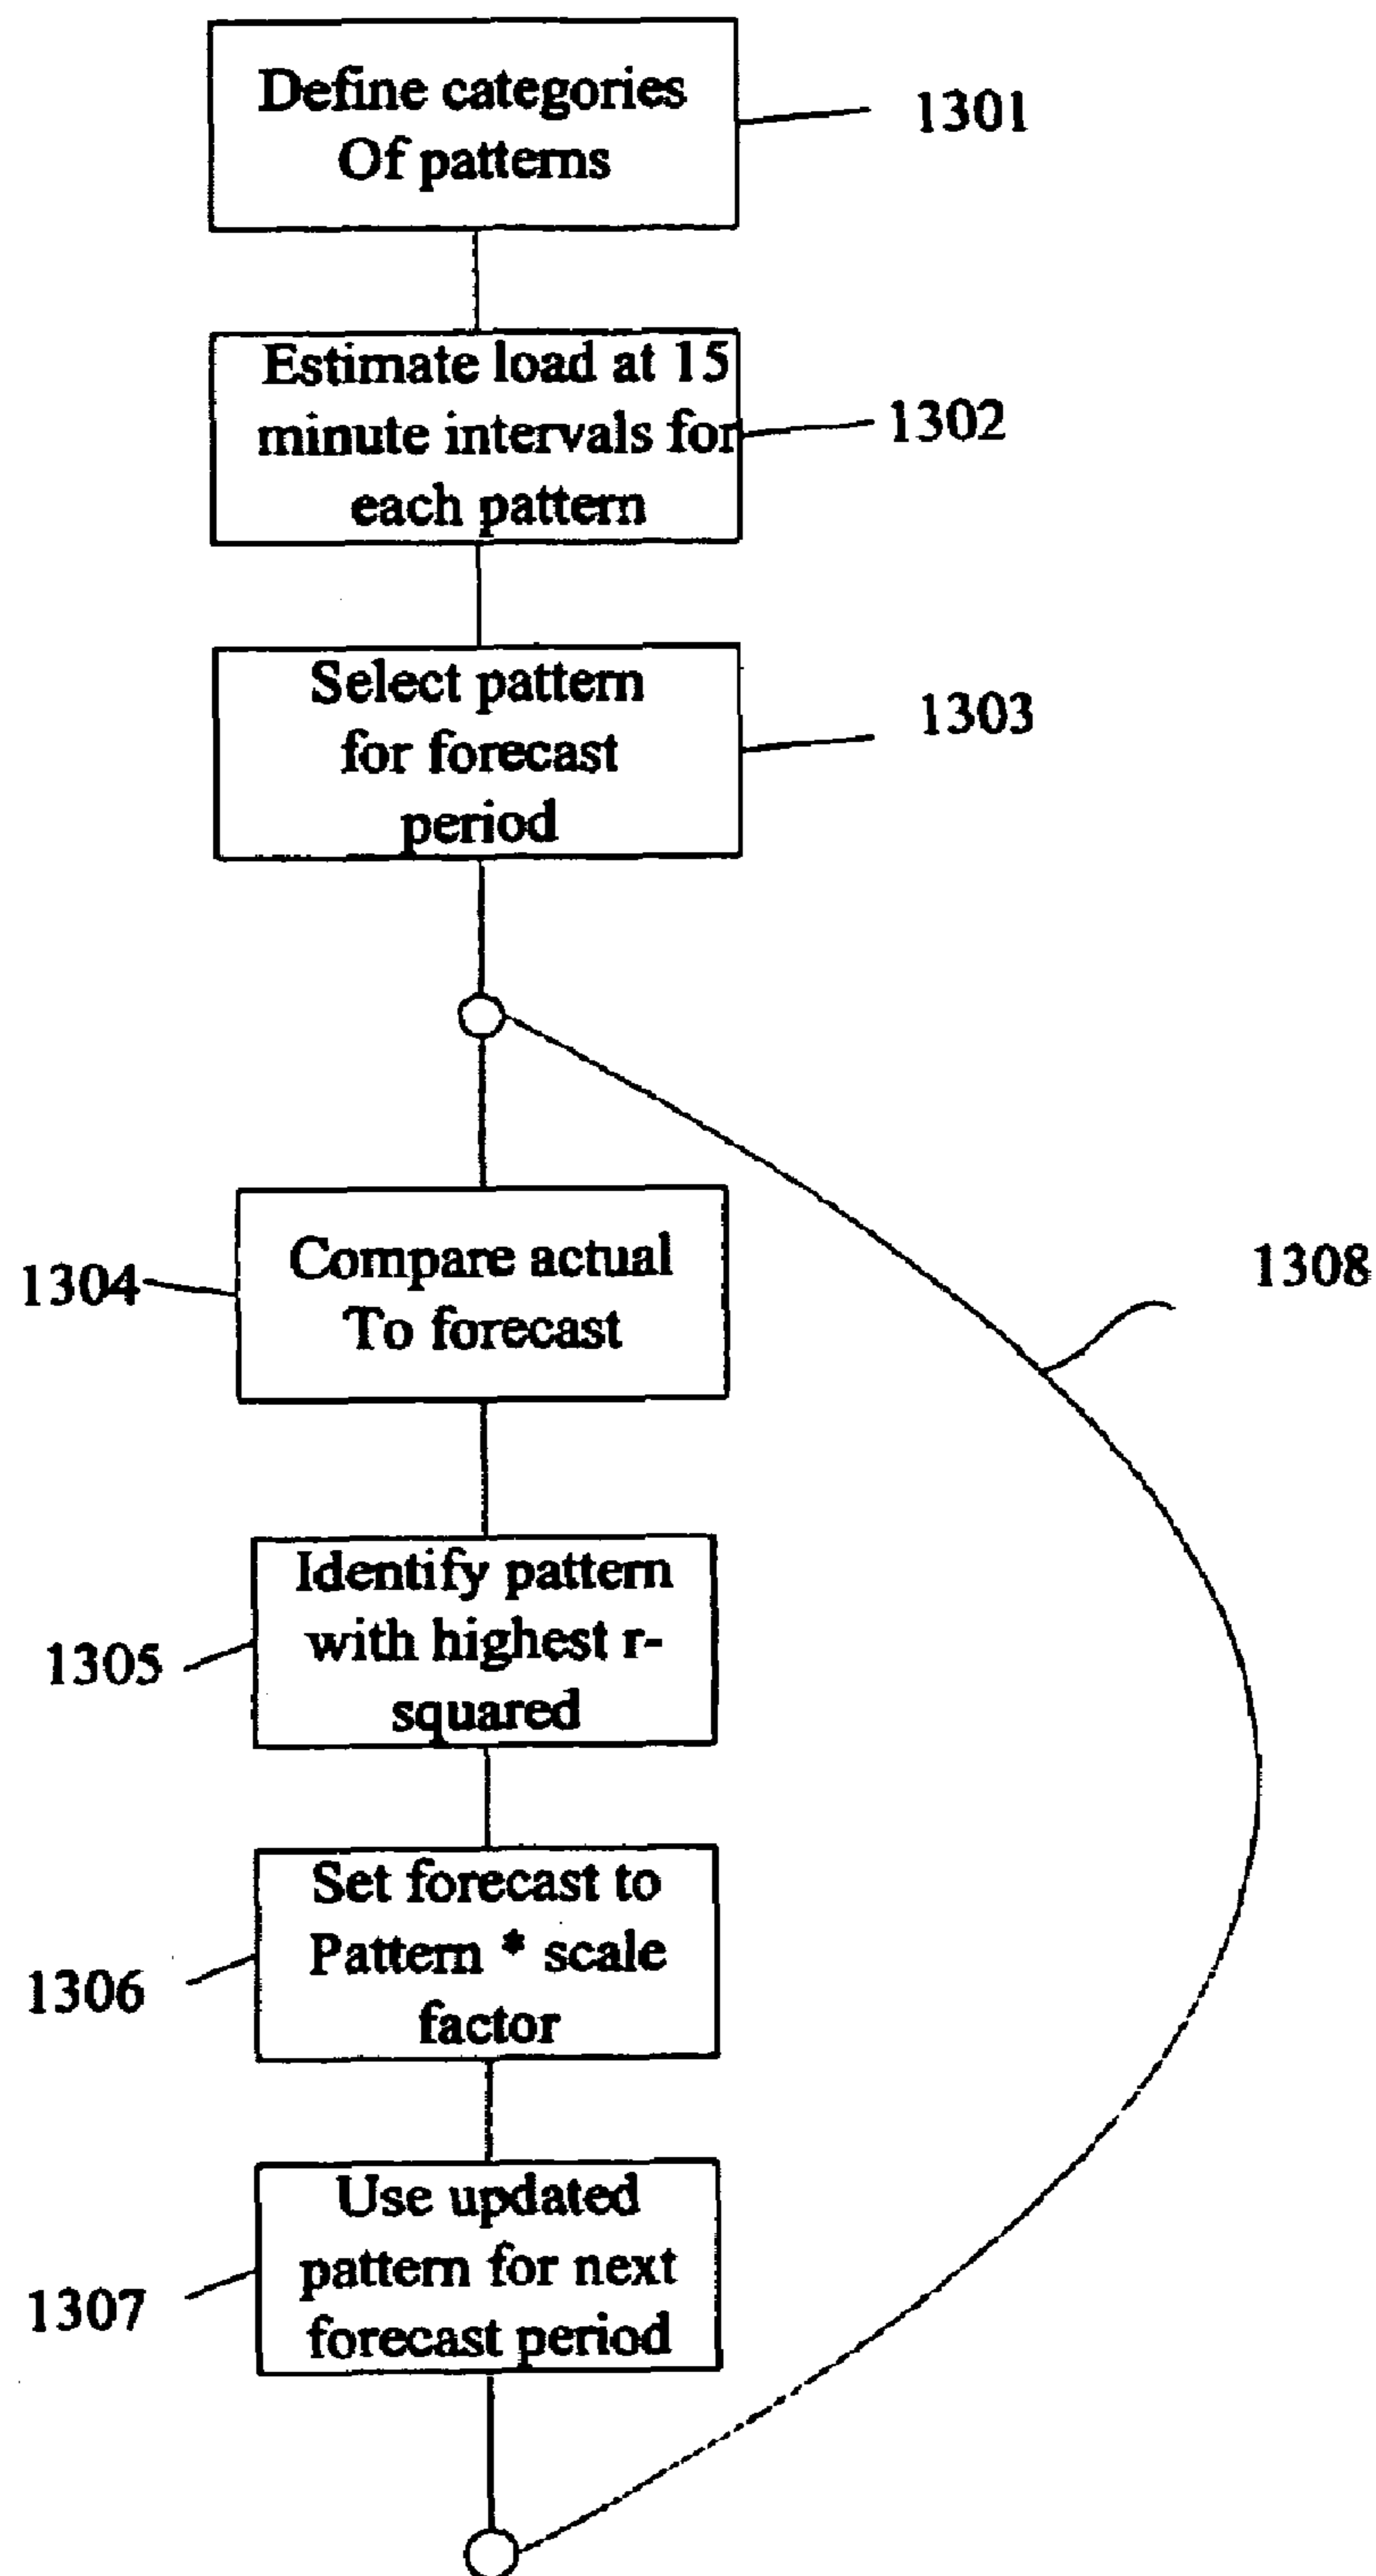 Define categories
Of patterns
1301
Estimate load at 15
minute intervals for
each pattern
1302
Select pattern
for forecast
period
1303
Compare actual
To forecast
1304
1308
Identify pattern
with highest r-
squared
1305
Set forecast to
Pattern * scale
factor
1306
Use updated
pattern for next
forecast period
1307